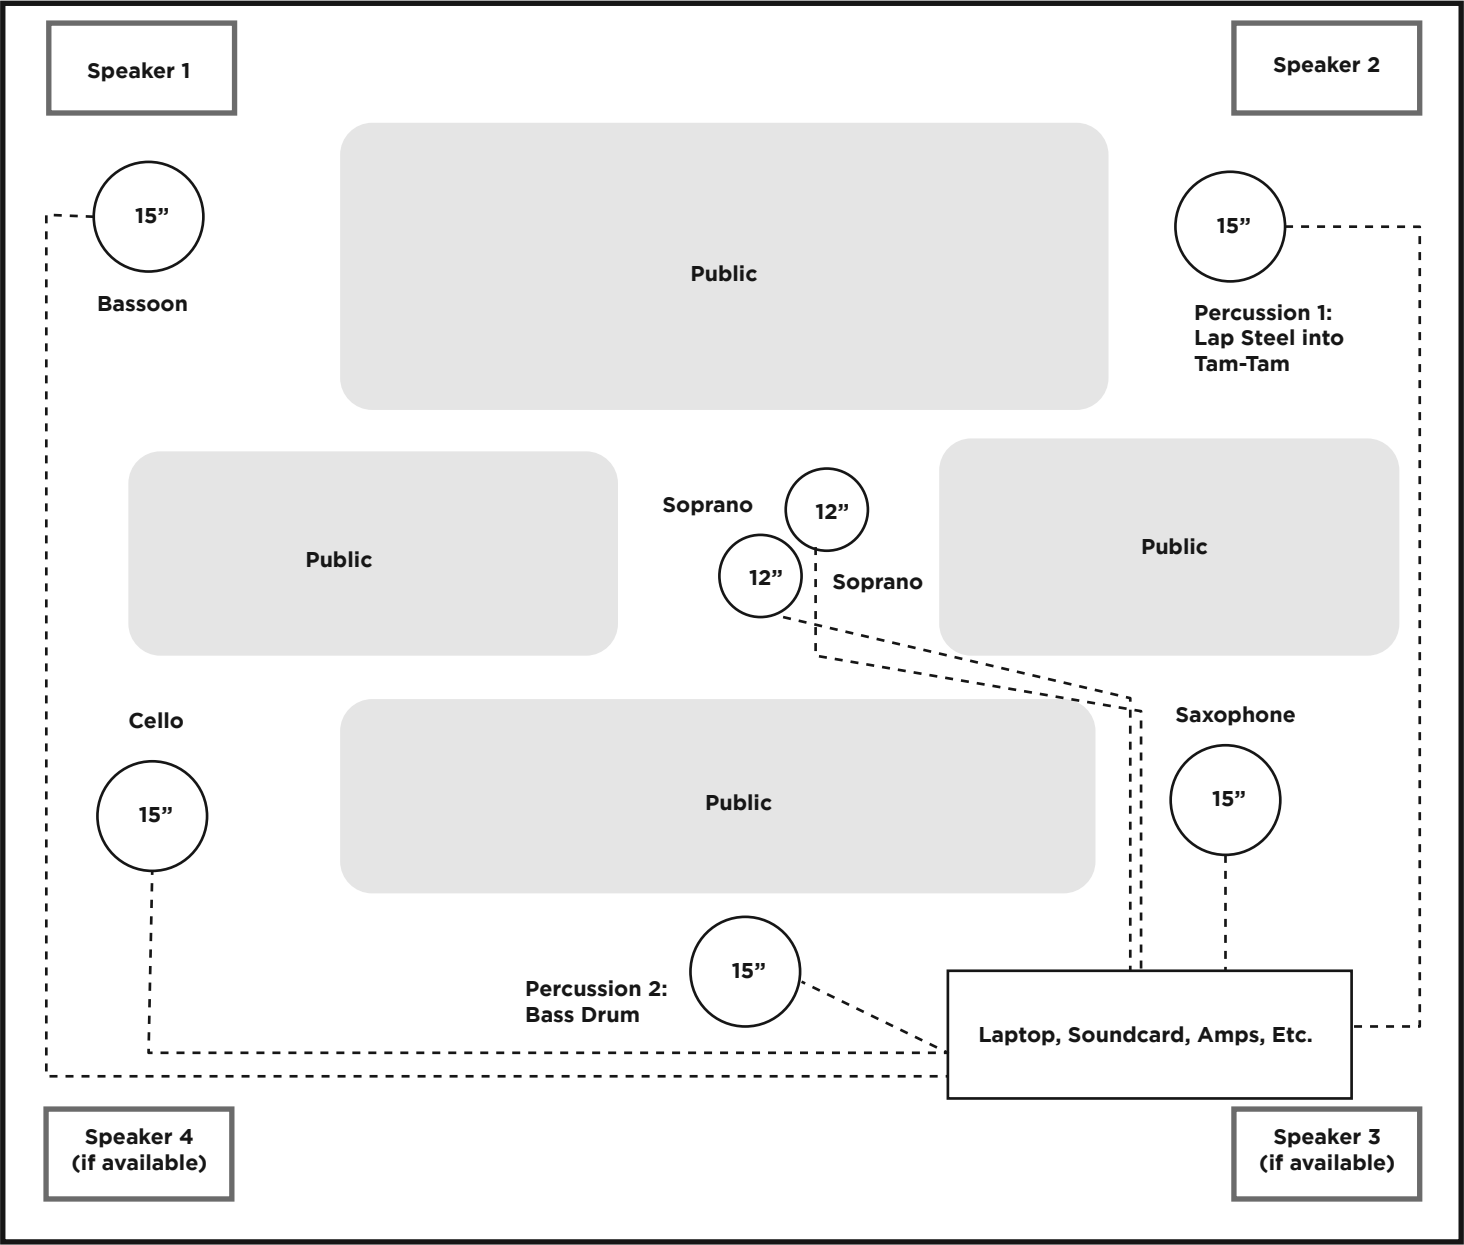 Speaker 1
Speaker 2
15”
Bassoon
15”
Percussion 1:
Lap Steel into
Tam-Tam
Public
Public
Soprano
12”
12”
Soprano
Public
Cello
15”
Public
Saxophone
15”
Percussion 2:
Bass Drum
15”
Laptop, Soundcard, Amps, Etc.
Speaker 4
(if available)
Speaker 3
(if available)